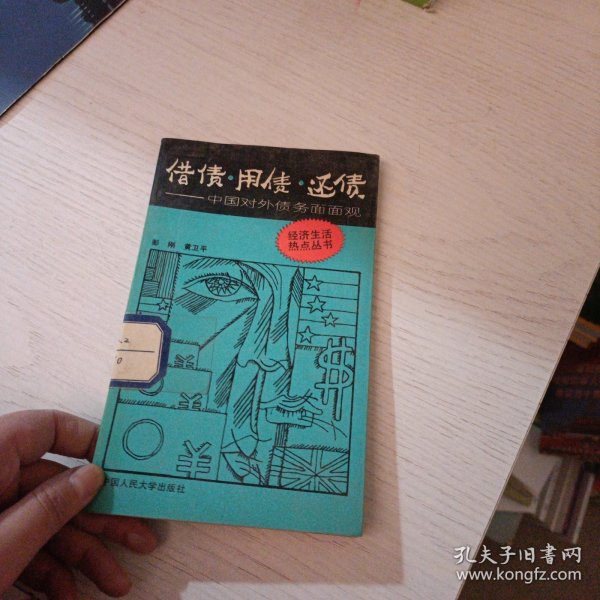 借债·用债·还债
——中国对外债务面面观
经济生活
热点丛书
彭 刚 黄卫平
中国人民大学出版社
孔夫子旧书网
www.kongfz.com